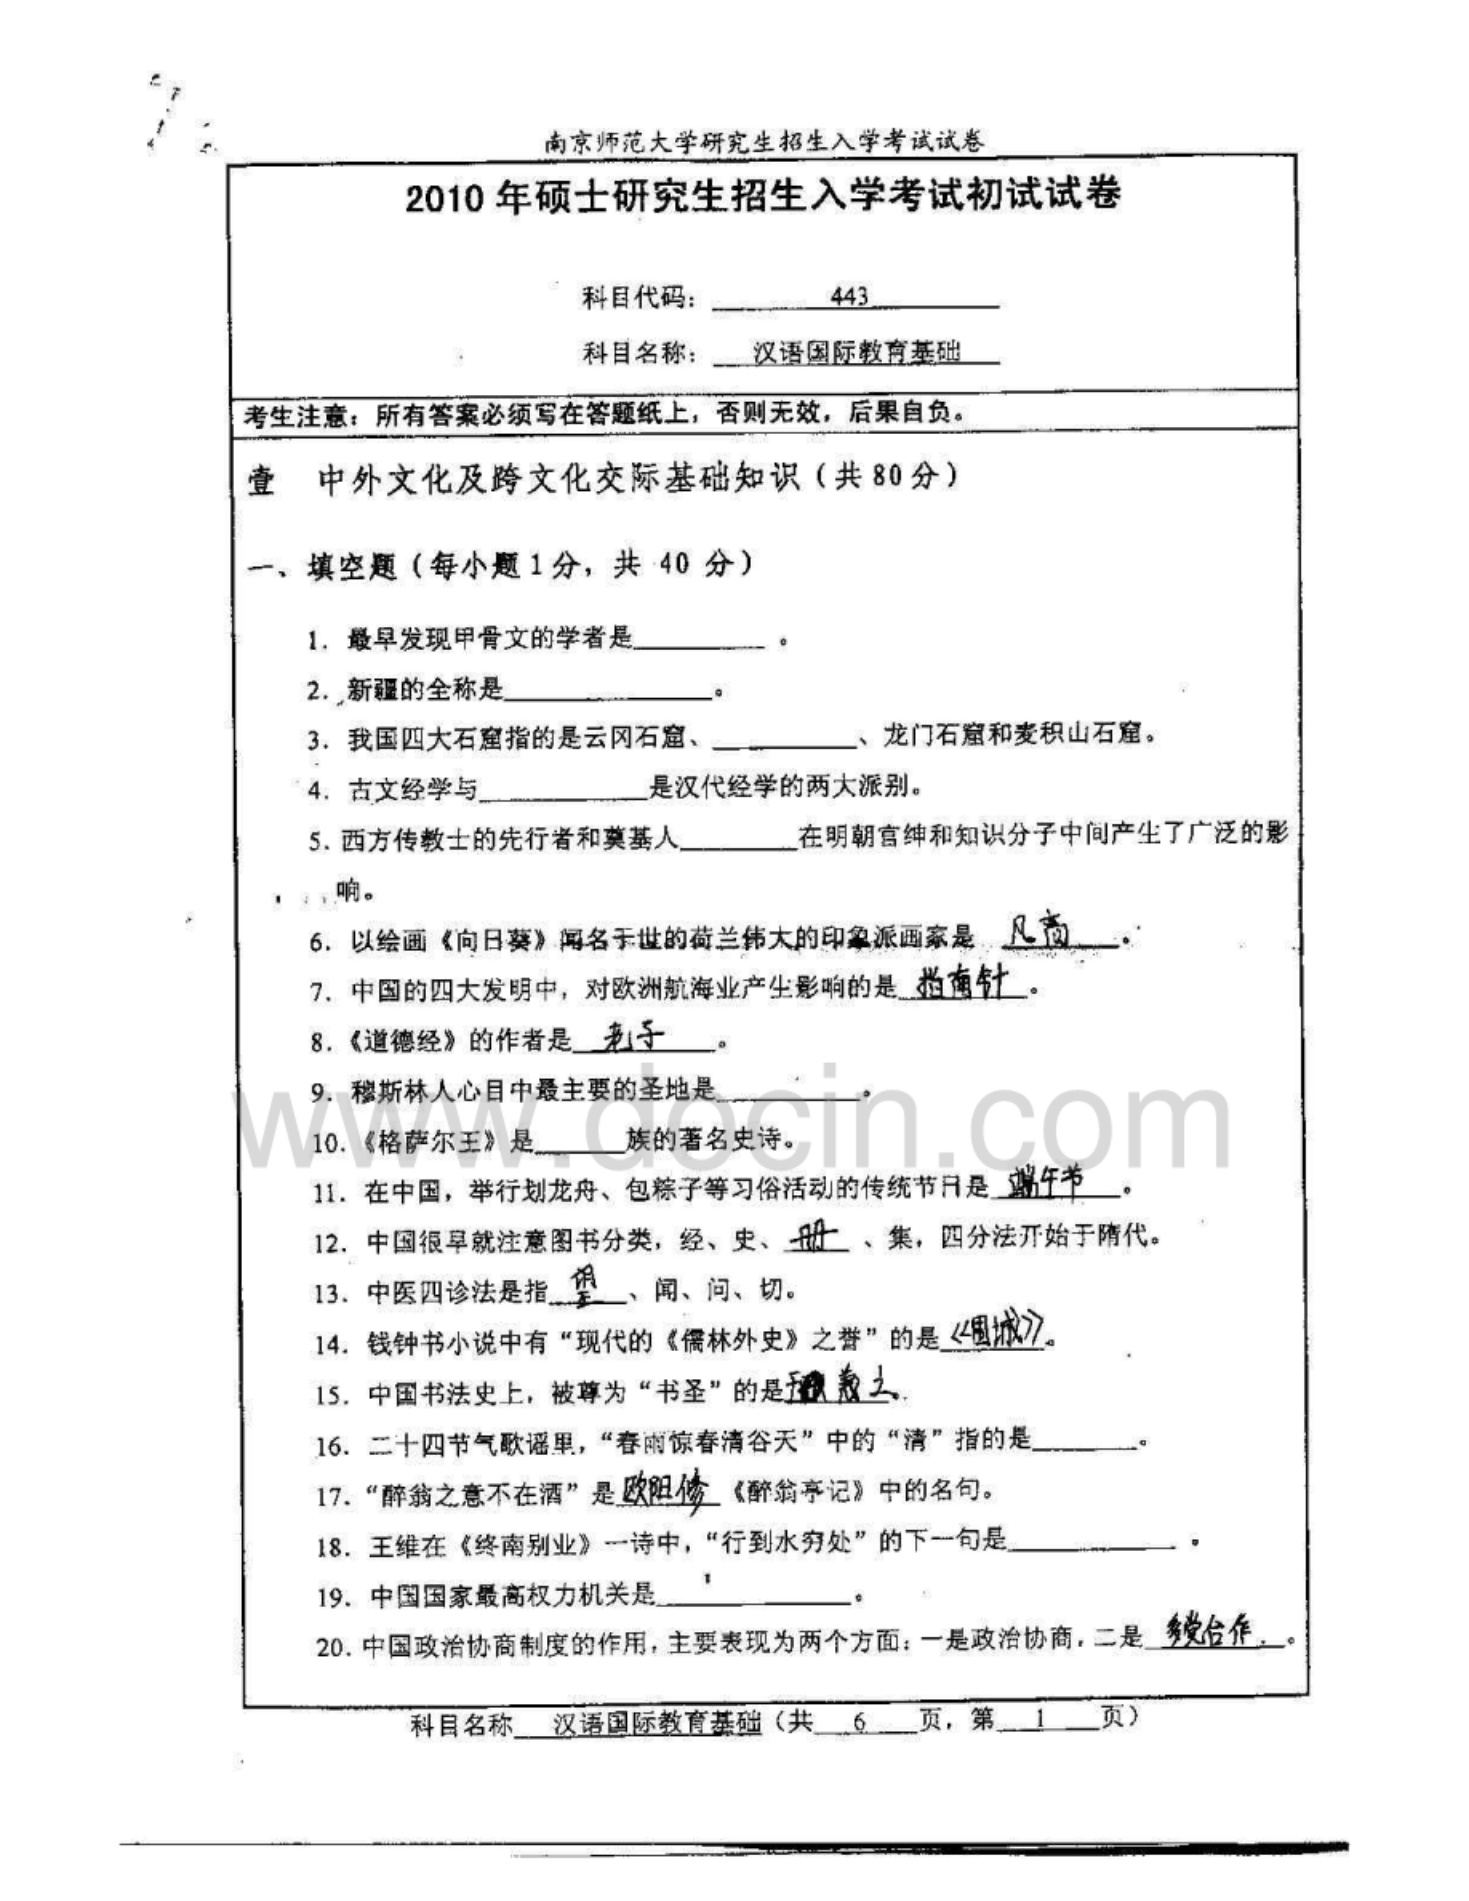 南京师范大学研究生招生入学考试试卷
2010 年硕士研究生招生入学考试初试试卷
科目代码：443
科目名称：汉语国际教育基础
考生注意：所有答案必须写在答题纸上，否则无效，后果自负。
壹 中外文化及跨文化交际基础知识（共 80 分）
一、填空题（每小题 1 分，共 40 分）
1．最早发现甲骨文的学者是________。
2．新疆的全称是________。
3．我国四大石窟指的是云冈石窟、________、龙门石窟和麦积山石窟。
4．古文经学与________是汉代经学的两大派别。
5．西方传教士的先行者和奠基人________在明朝官绅和知识分子中间产生了广泛的影
响。
6．以绘画《向日葵》闻名于世的荷兰伟大的印象派画家是 凡高 。
7．中国的四大发明中，对欧洲航海业产生影响的是 指南针 。
8．《道德经》的作者是 老子 。
9．穆斯林人心目中最主要的圣地是________。
10．《格萨尔王》是______族的著名史诗。
11．在中国，举行划龙舟、包粽子等习俗活动的传统节日是 端午节 。
12．中国很早就注意图书分类，经、史、 册 、集，四分法开始于隋代。
13．中医四诊法是指 望 、闻、问、切。
14．钱钟书小说中有“现代的《儒林外史》之誉”的是《围城》。
15．中国书法史上，被尊为“书圣”的是王羲之。
16．二十四节气歌谣里，“春雨惊春清谷天”中的“清”指的是______。
17．“醉翁之意不在酒”是 欧阳修 《醉翁亭记》中的名句。
18．王维在《终南别业》一诗中，“行到水穷处”的下一句是________。
19．中国国家最高权力机关是________。
20．中国政治协商制度的作用，主要表现为两个方面：一是政治协商，二是 多党合作 。
科目名称 汉语国际教育基础（共 6 页，第 1 页）
www.docin.com